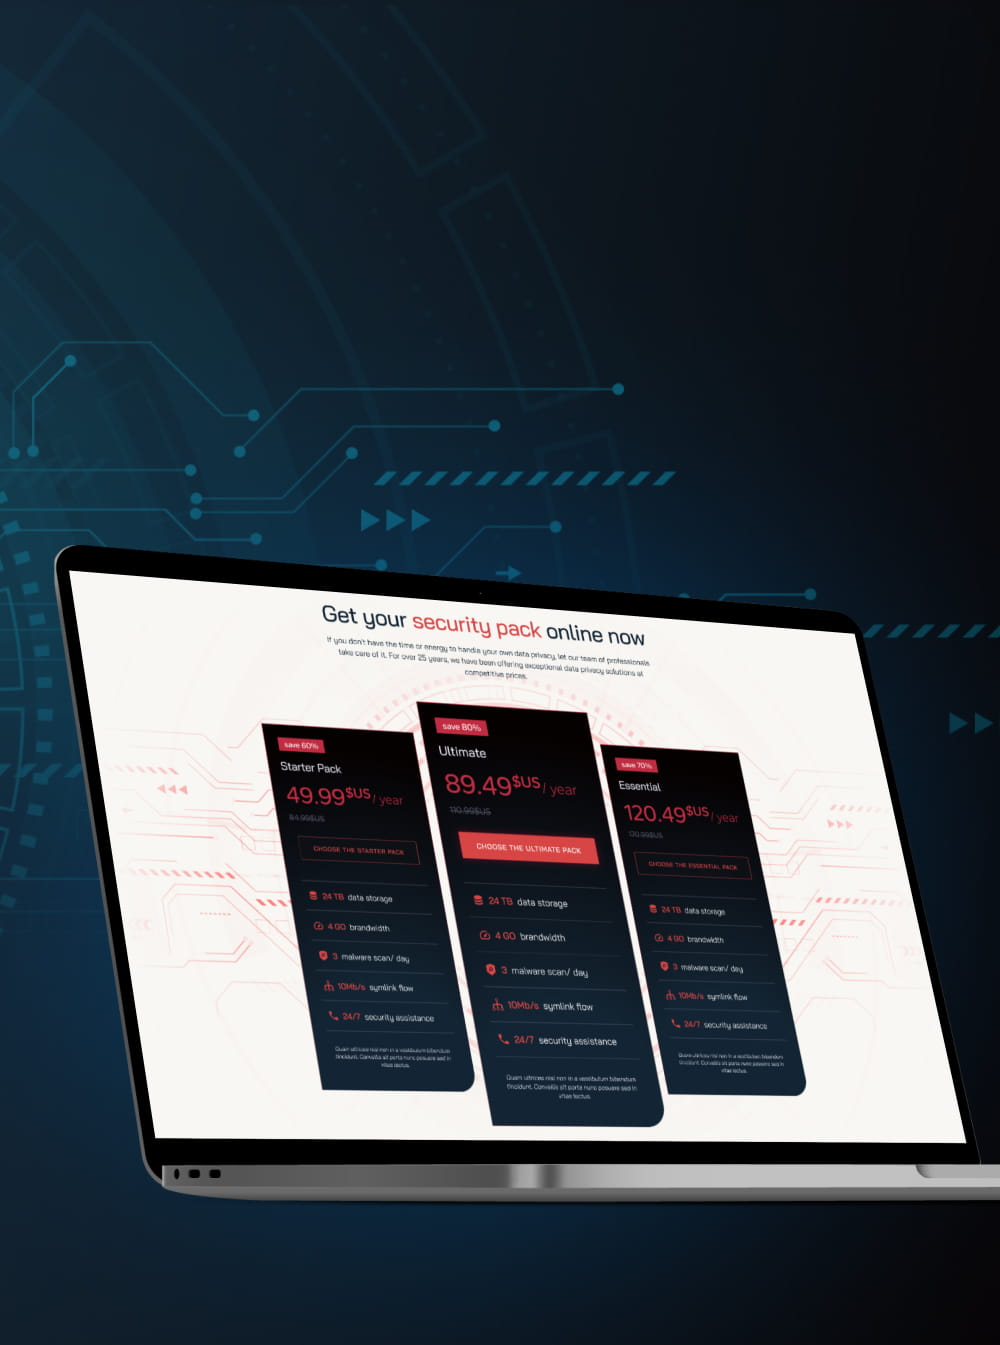 Get your security pack online now
If you don't have the time or energy to handle your own data privacy, let our team of professionals
take care of it. For over 25 years, we have been offering exceptional data privacy solutions at
competitive prices.
save 60%
Starter Pack
49.99$US / year
84.99$US
CHOOSE THE STARTER PACK
24 TB data storage
4 GO brandwidth
3 malware scan/ day
10Mb/s symlink flow
24/7 security assistance
Quam ultrices nisl non in a vestibulum bibendum
tincidunt. Convallis sit porta nunc posuere sed in
vitae lectus.
save 80%
Ultimate
89.49$US / year
110.99$US
CHOOSE THE ULTIMATE PACK
24 TB data storage
4 GO brandwidth
3 malware scan/ day
10Mb/s symlink flow
24/7 security assistance
Quam ultrices nisl non in a vestibulum bibendum
tincidunt. Convallis sit porta nunc posuere sed in
vitae lectus.
save 70%
Essential
120.49$US / year
130.99$US
CHOOSE THE ESSENTIAL PACK
24 TB data storage
4 GO brandwidth
3 malware scan/ day
10Mb/s symlink flow
24/7 security assistance
Quam ultrices nisl non in a vestibulum bibendum
tincidunt. Convallis sit porta nunc posuere sed in
vitae lectus.